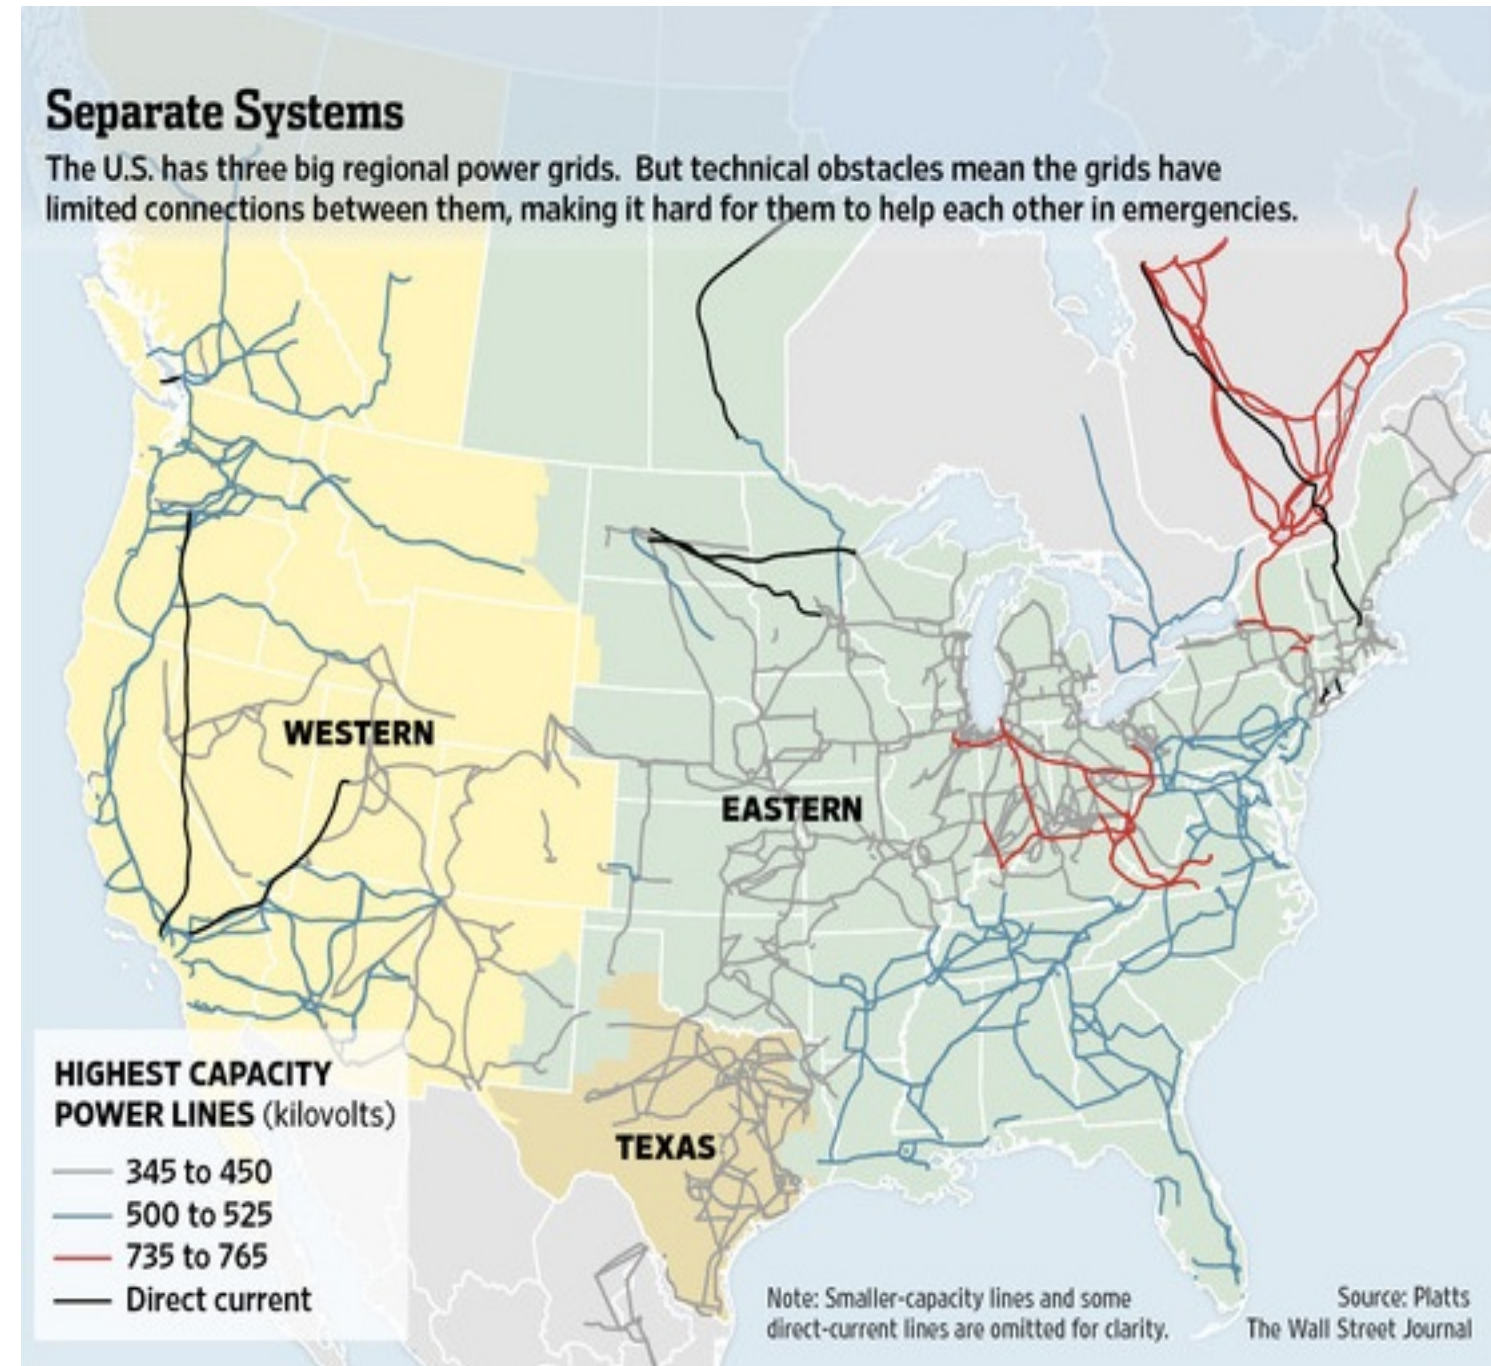 Separate Systems
The U.S. has three big regional power grids. But technical obstacles mean the grids have
limited connections between them, making it hard for them to help each other in emergencies.
WESTERN
EASTERN
TEXAS
HIGHEST CAPACITY
POWER LINES (kilovolts)
345 to 450
500 to 525
735 to 765
Direct current
Note: Smaller-capacity lines and some
direct-current lines are omitted for clarity.
Source: Platts
The Wall Street Journal